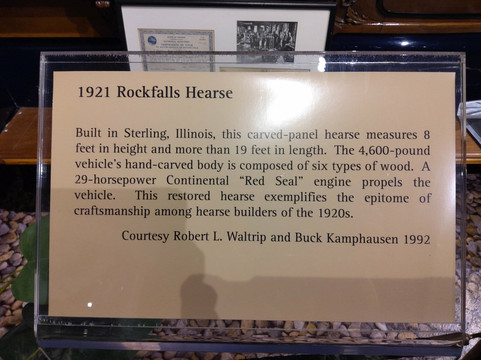 1921 Rockfalls Hearse
Built in Sterling, Illinois, this carved-panel hearse measures 8
feet in height and more than 19 feet in length. The 4,600-pound
vehicle's hand-carved body is composed of six types of wood. A
29-horsepower Continental "Red Seal" engine propels the
vehicle. This restored hearse exemplifies the epitome of
craftsmanship among hearse builders of the 1920s.
Courtesy Robert L. Waltrip and Buck Kamphausen 1992